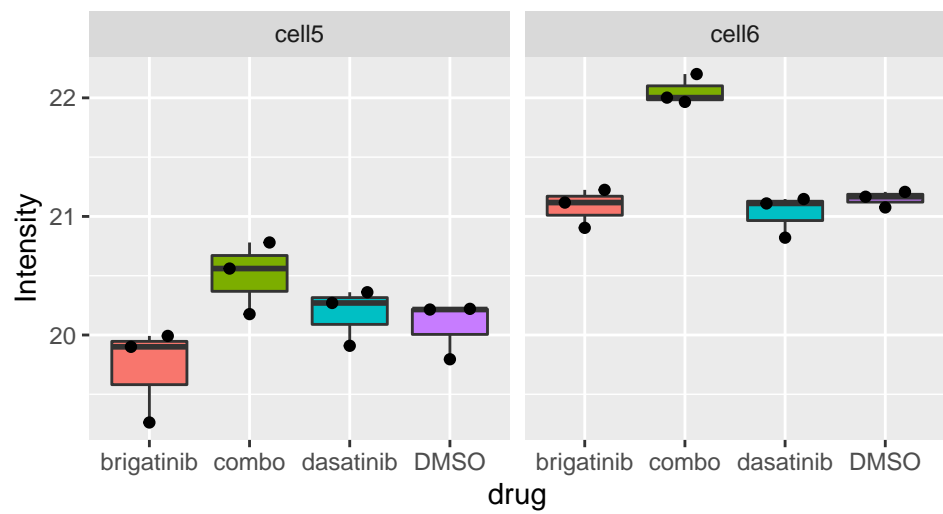 cell5 cell6
Intensity
22
21
20
brigatinib combo dasatinib DMSO brigatinib combo dasatinib DMSO
drug